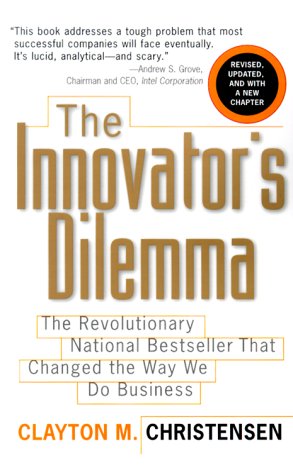 "This book addresses a tough problem that most
successful companies will face eventually.
It's lucid, analytical—and scary."
—Andrew S. Grove,
Chairman and CEO, Intel Corporation
REVISED,
UPDATED,
AND WITH
A NEW
CHAPTER
The
Innovator's
Dilemma
The Revolutionary
National Bestseller That
Changed the Way We
Do Business
CLAYTON M. CHRISTENSEN